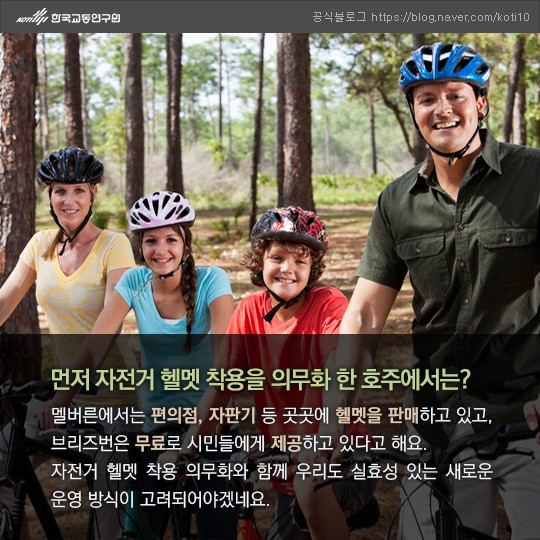 KOTI 한국교통연구원
공식블로그 https://blog.naver.com/koti10
먼저 자전거 헬멧 착용을 의무화 한 호주에서는?
멜버른에서는 편의점, 자판기 등 곳곳에 헬멧을 판매하고 있고,
브리즈번은 무료로 시민들에게 제공하고 있다고 해요.
자전거 헬멧 착용 의무화와 함께 우리도 실효성 있는 새로운
운영 방식이 고려되어야겠네요.